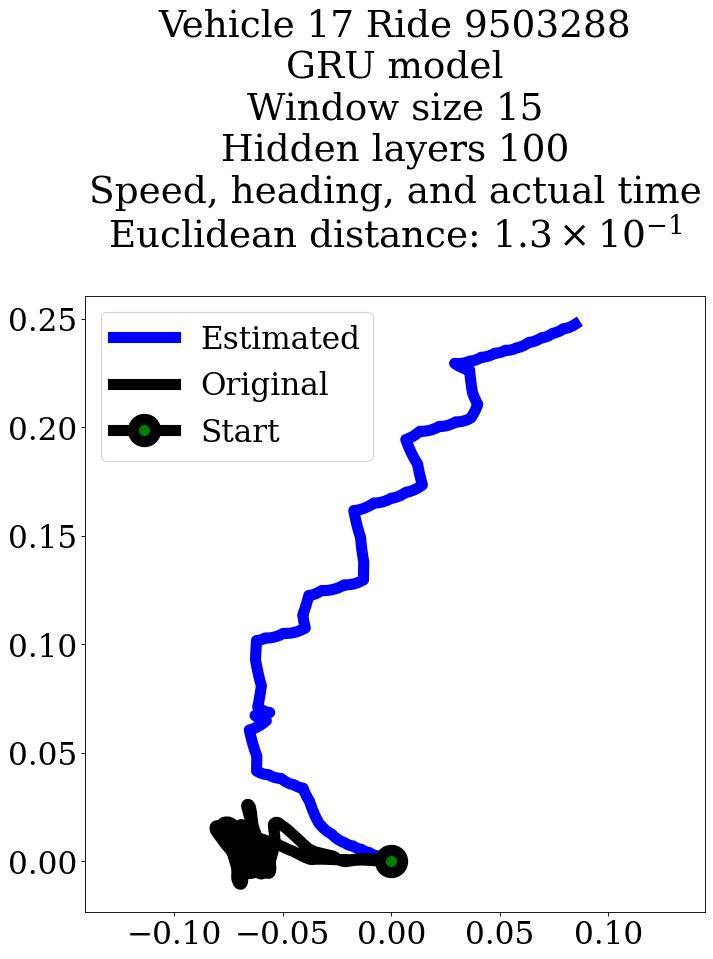 Vehicle 17 Ride 9503288
GRU model
Window size 15
Hidden layers 100
Speed, heading, and actual time
Euclidean distance: 1.3 × 10⁻¹
Estimated
Original
Start
0.25
0.20
0.15
0.10
0.05
0.00
−0.10 −0.05 0.00 0.05 0.10